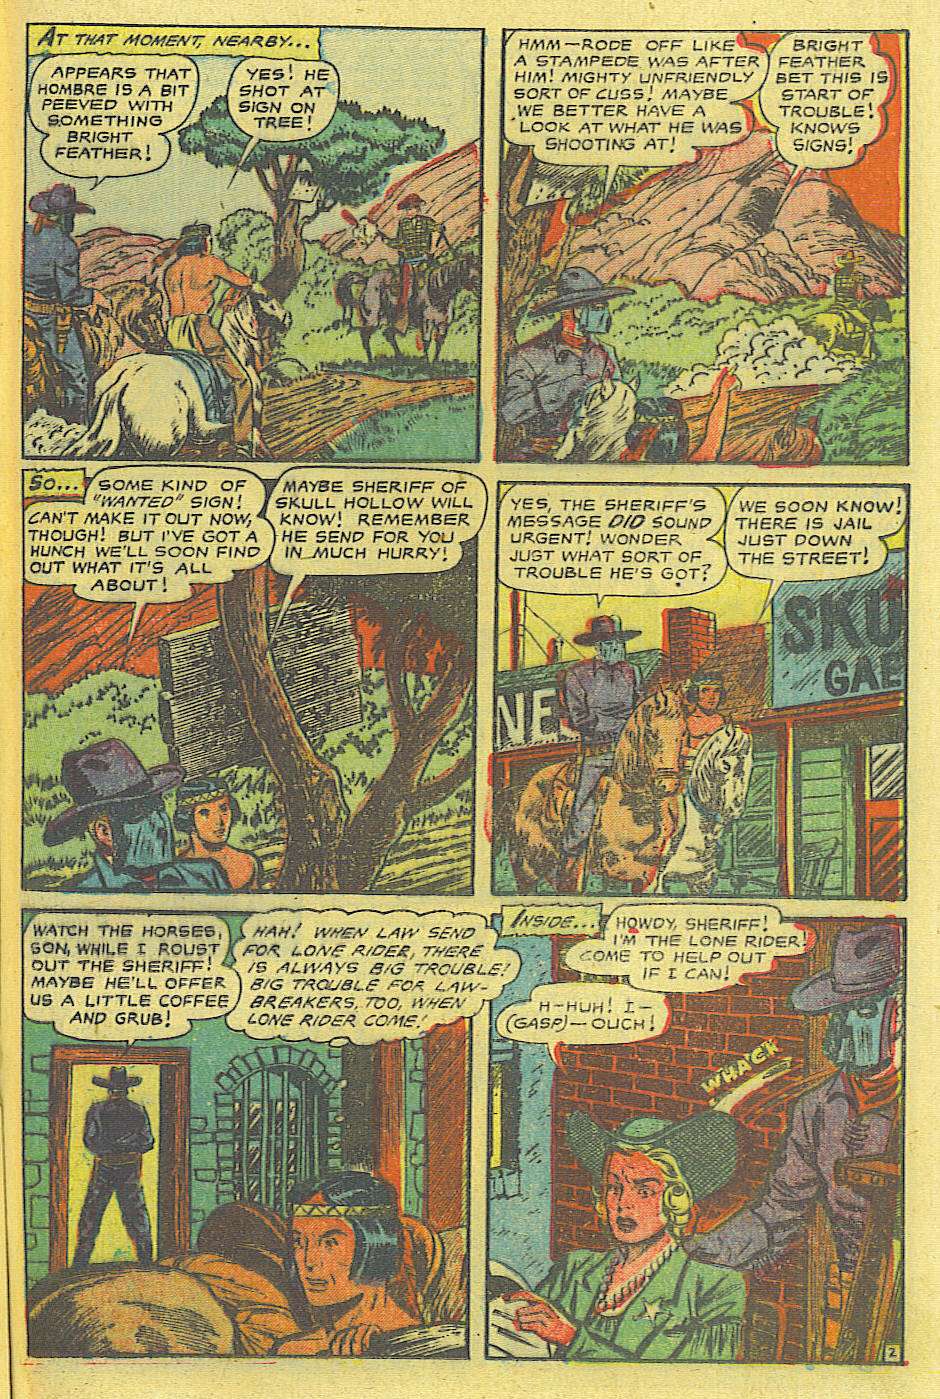 AT THAT MOMENT, NEARBY...
APPEARS THAT
HOMBRE IS A BIT
PEEVED WITH
SOMETHING
BRIGHT
FEATHER!
YES! HE
SHOT AT
SIGN ON
TREE!
HMM—RODE OFF LIKE
A STAMPEDE WAS AFTER
HIM! MIGHTY UNFRIENDLY
SORT OF CUSS! MAYBE
WE BETTER HAVE A
LOOK AT WHAT HE WAS
SHOOTING AT!
BRIGHT
FEATHER
BET THIS IS
START OF
TROUBLE!
KNOWS
SIGNS!
SO...
SOME KIND OF
"WANTED" SIGN!
CAN'T MAKE IT OUT NOW,
THOUGH! BUT I'VE GOT A
HUNCH WE'LL SOON FIND
OUT WHAT IT'S ALL
ABOUT!
MAYBE SHERIFF OF
SKULL HOLLOW WILL
KNOW! REMEMBER
HE SEND FOR YOU
IN MUCH HURRY!
YES, THE SHERIFF'S
MESSAGE DID SOUND
URGENT! WONDER
JUST WHAT SORT OF
TROUBLE HE'S GOT?
WE SOON KNOW!
THERE IS JAIL
JUST DOWN
THE STREET!
NE
SKU
GAE
WATCH THE HORSES,
SON, WHILE I ROUST
OUT THE SHERIFF!
MAYBE HE'LL OFFER
US A LITTLE COFFEE
AND GRUB!
HAH! WHEN LAW SEND
FOR LONE RIDER, THERE
IS ALWAYS BIG TROUBLE!
BIG TROUBLE FOR LAW-
BREAKERS, TOO, WHEN
LONE RIDER COME!
INSIDE...
HOWDY, SHERIFF!
I'M THE LONE RIDER!
COME TO HELP OUT
IF I CAN!
H-HUH! I—
(GASP)—OUCH!
WHACK
2